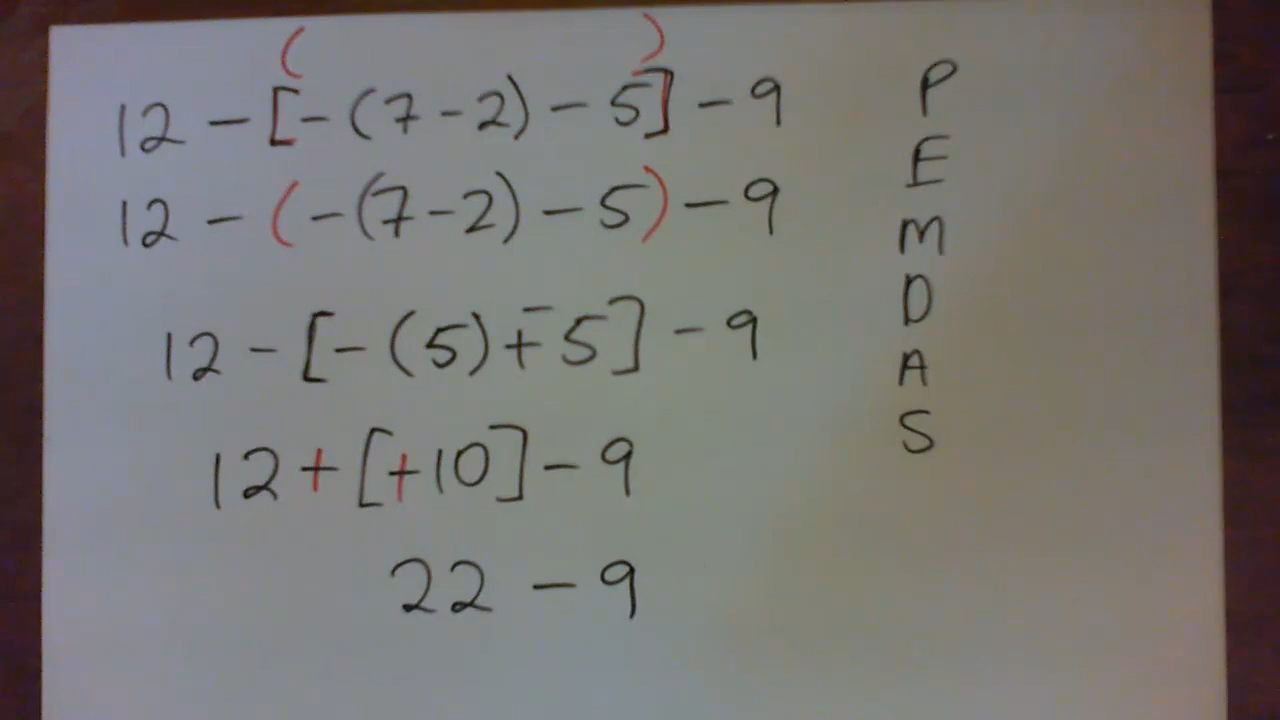 12 - [-(7-2) - 5] - 9
12 - (-(7-2) - 5) - 9
12 - [-(5) + ⁻5] - 9
12 + [+10] - 9
22 - 9
P
E
M
D
A
S